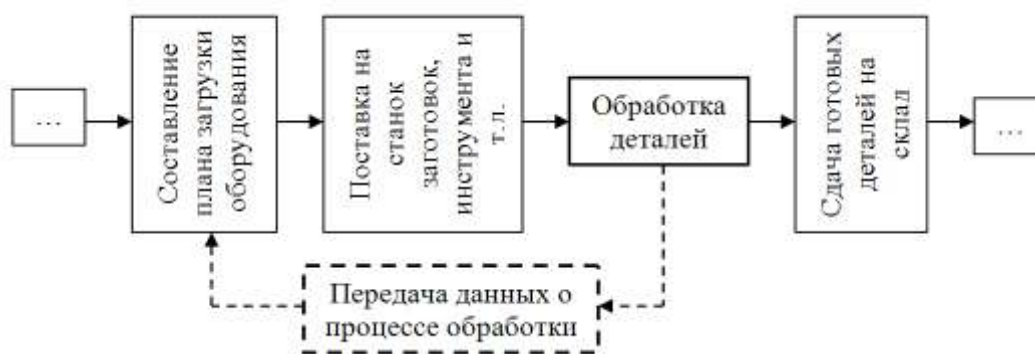 ...
Составление
плана загрузки
оборудования
Поставка на
станок
заготовок,
инструмента и
т.л.
Обработка
деталей
Сдача готовых
деталей на
склад
...
Передача данных о
процессе обработки